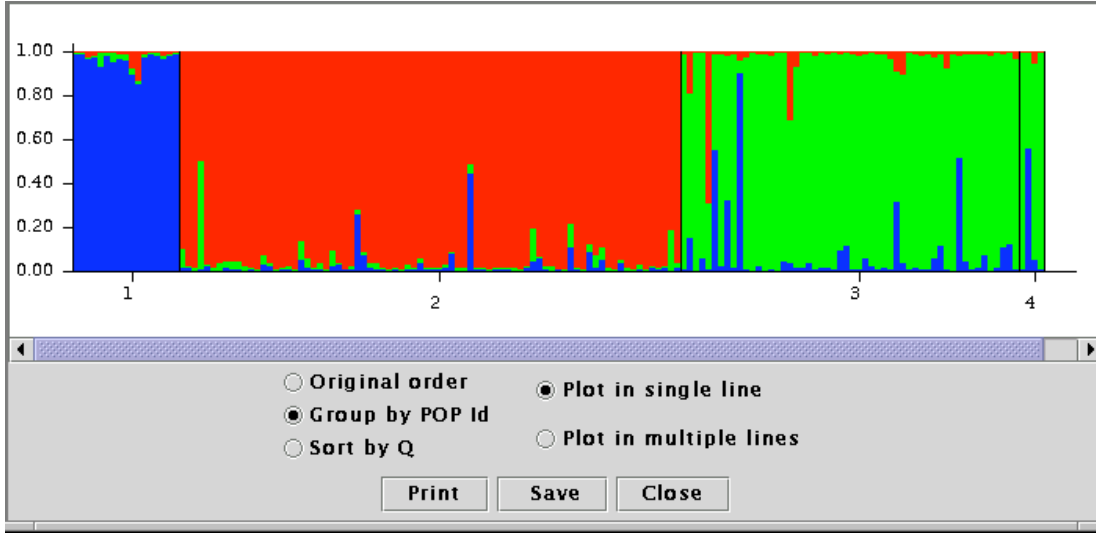 1.00
0.80
0.60
0.40
0.20
0.00
1 2 3 4
Original order
Plot in single line
Group by POP Id
Plot in multiple lines
Sort by Q
Print Save Close